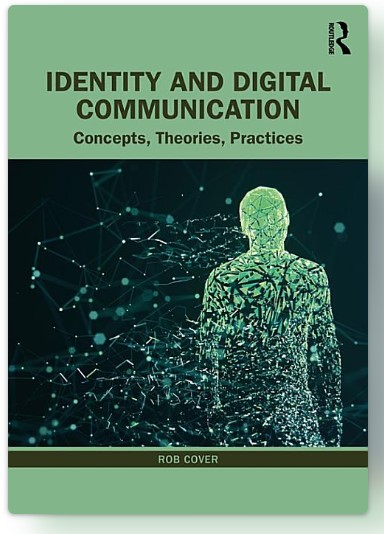 ROUTLEDGE
IDENTITY AND DIGITAL
COMMUNICATION
Concepts, Theories, Practices
ROB COVER